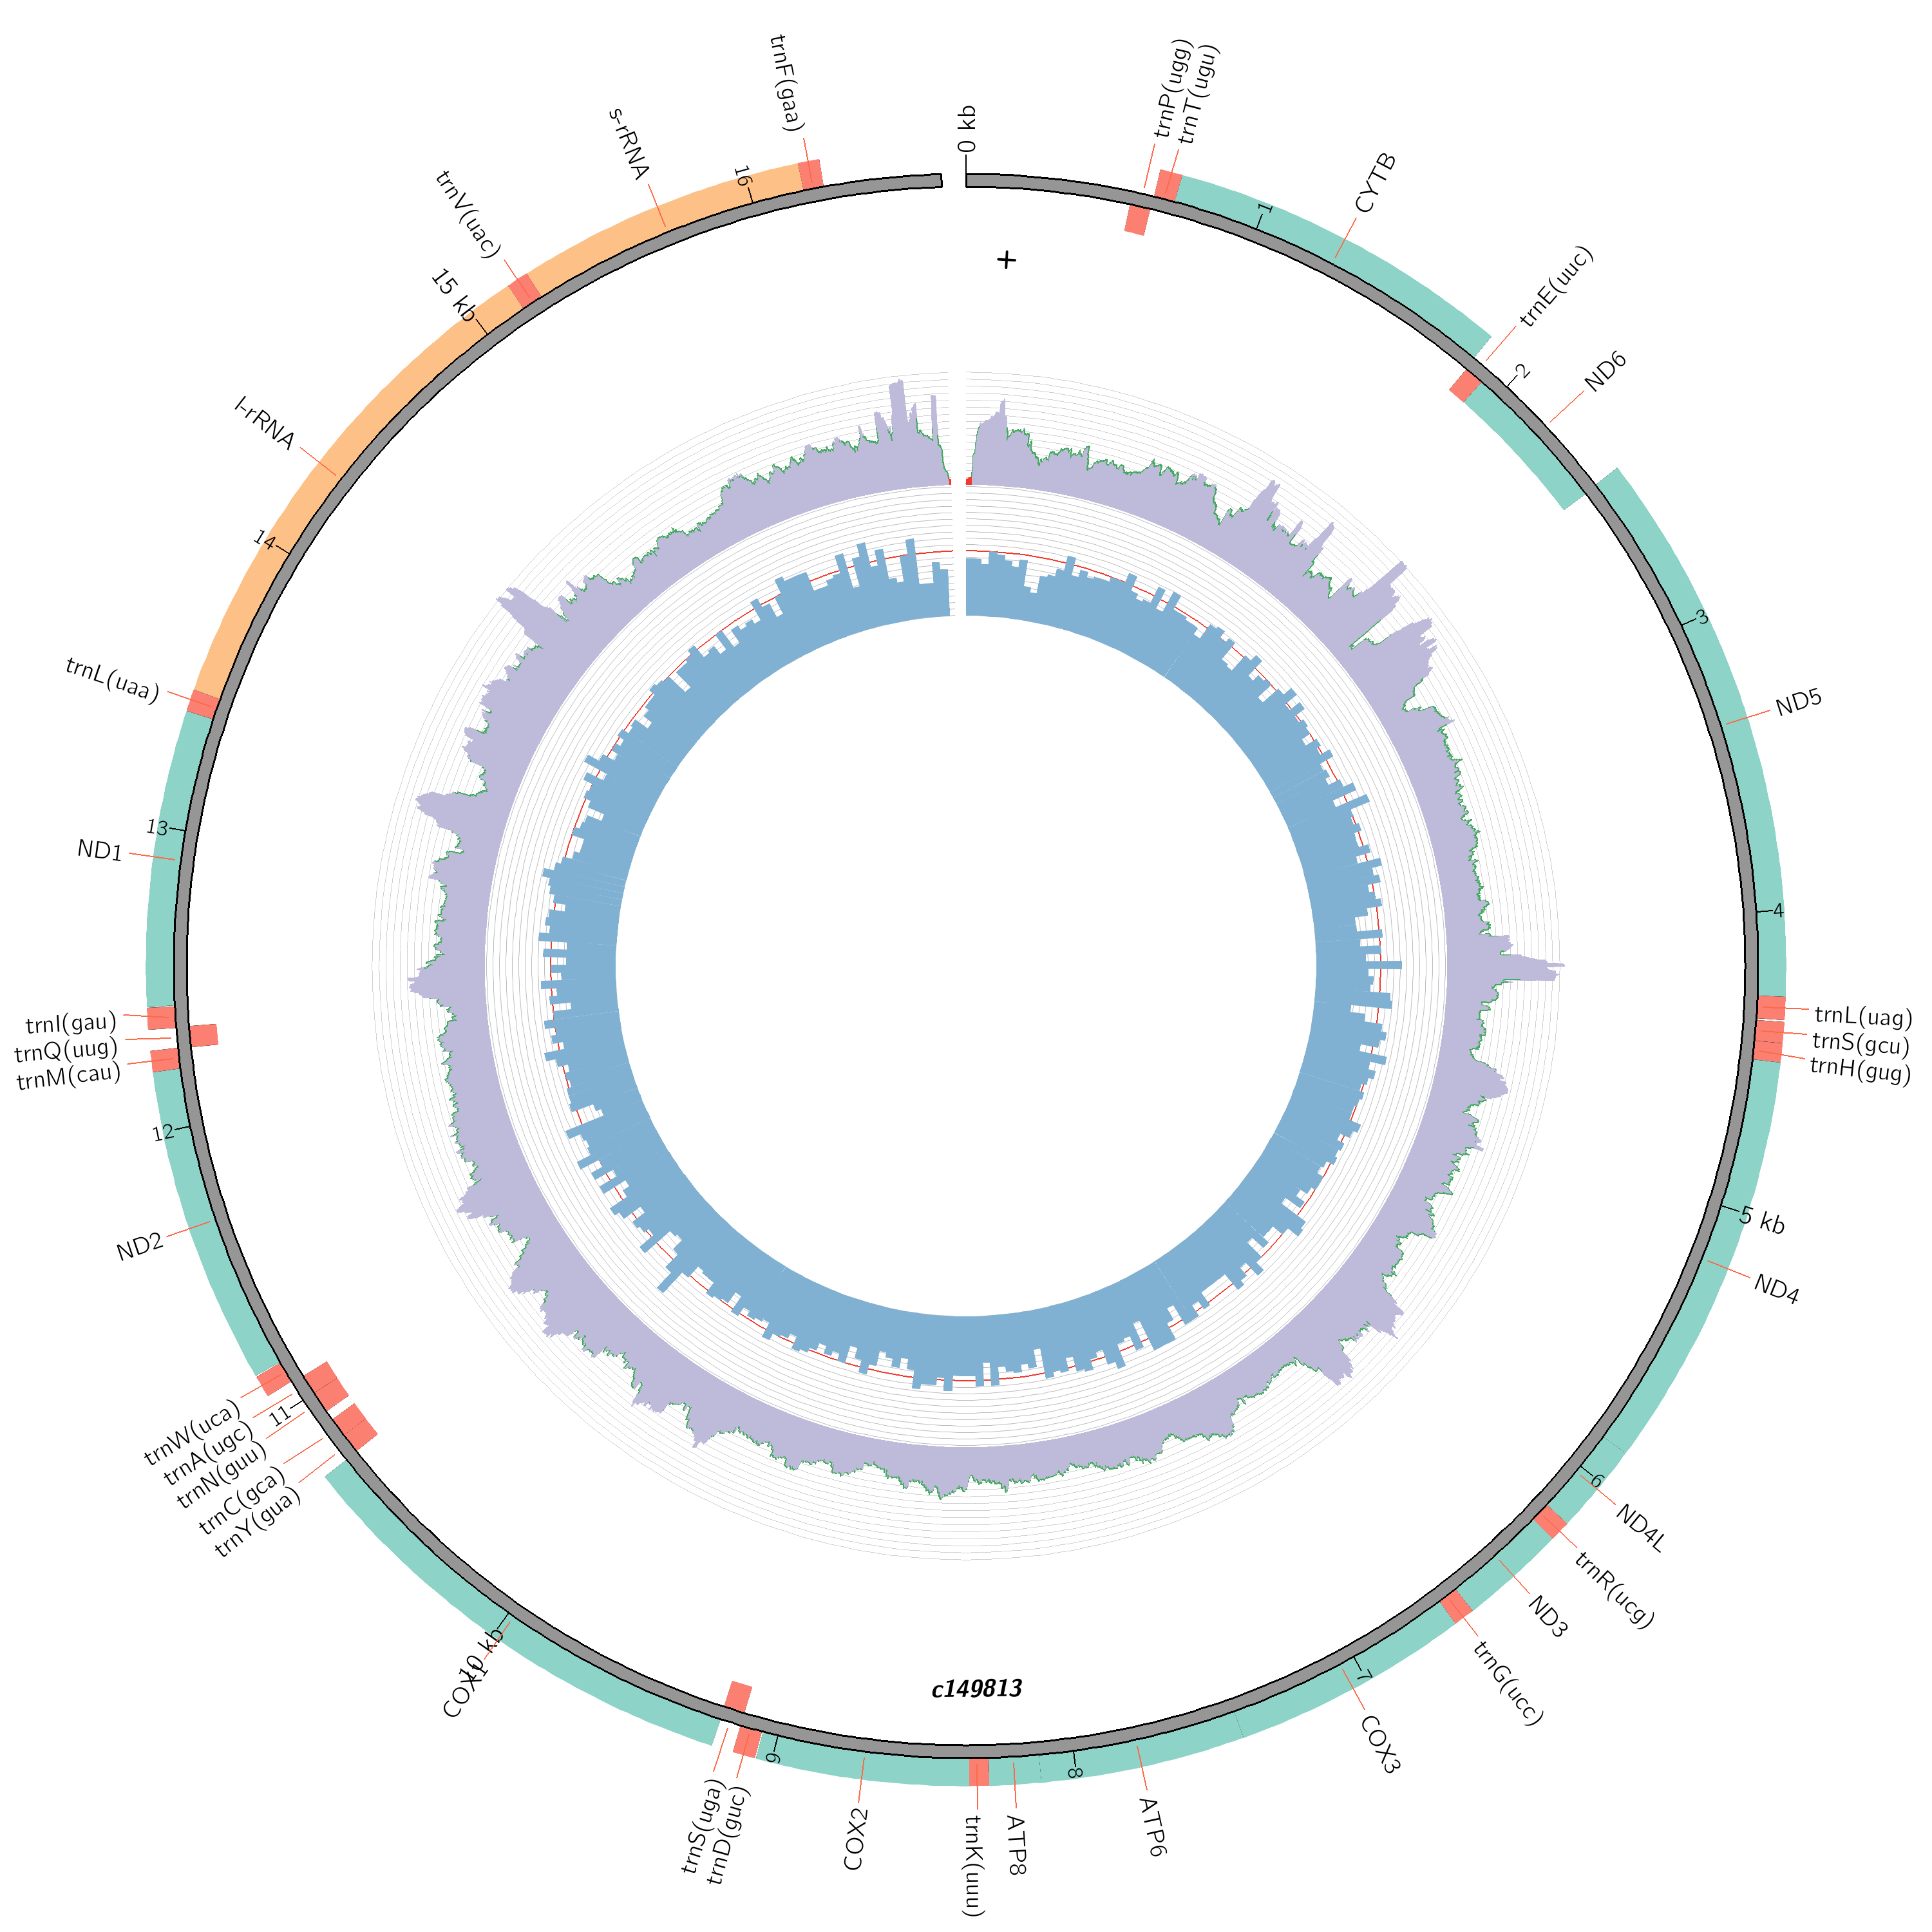 0 kb
trnP(ugg)
trnT(ugu)
1
CYTB
trnE(uuc)
2
ND6
3
ND5
4
trnL(uag)
trnS(gcu)
trnH(gug)
5 kb
ND4
6
ND4L
trnR(ucg)
ND3
trnG(ucc)
7
COX3
8
ATP6
ATP8
trnK(uuu)
COX2
9
trnD(guc)
trnS(uga)
10 kb
COX1
trnY(gua)
trnC(gca)
11
trnN(guu)
trnA(ugc)
trnW(uca)
ND2
12
trnM(cau)
trnQ(uug)
trnI(gau)
ND1
13
trnL(uaa)
14
l-rRNA
15 kb
trnV(uac)
s-rRNA
16
trnF(gaa)
+
c149813